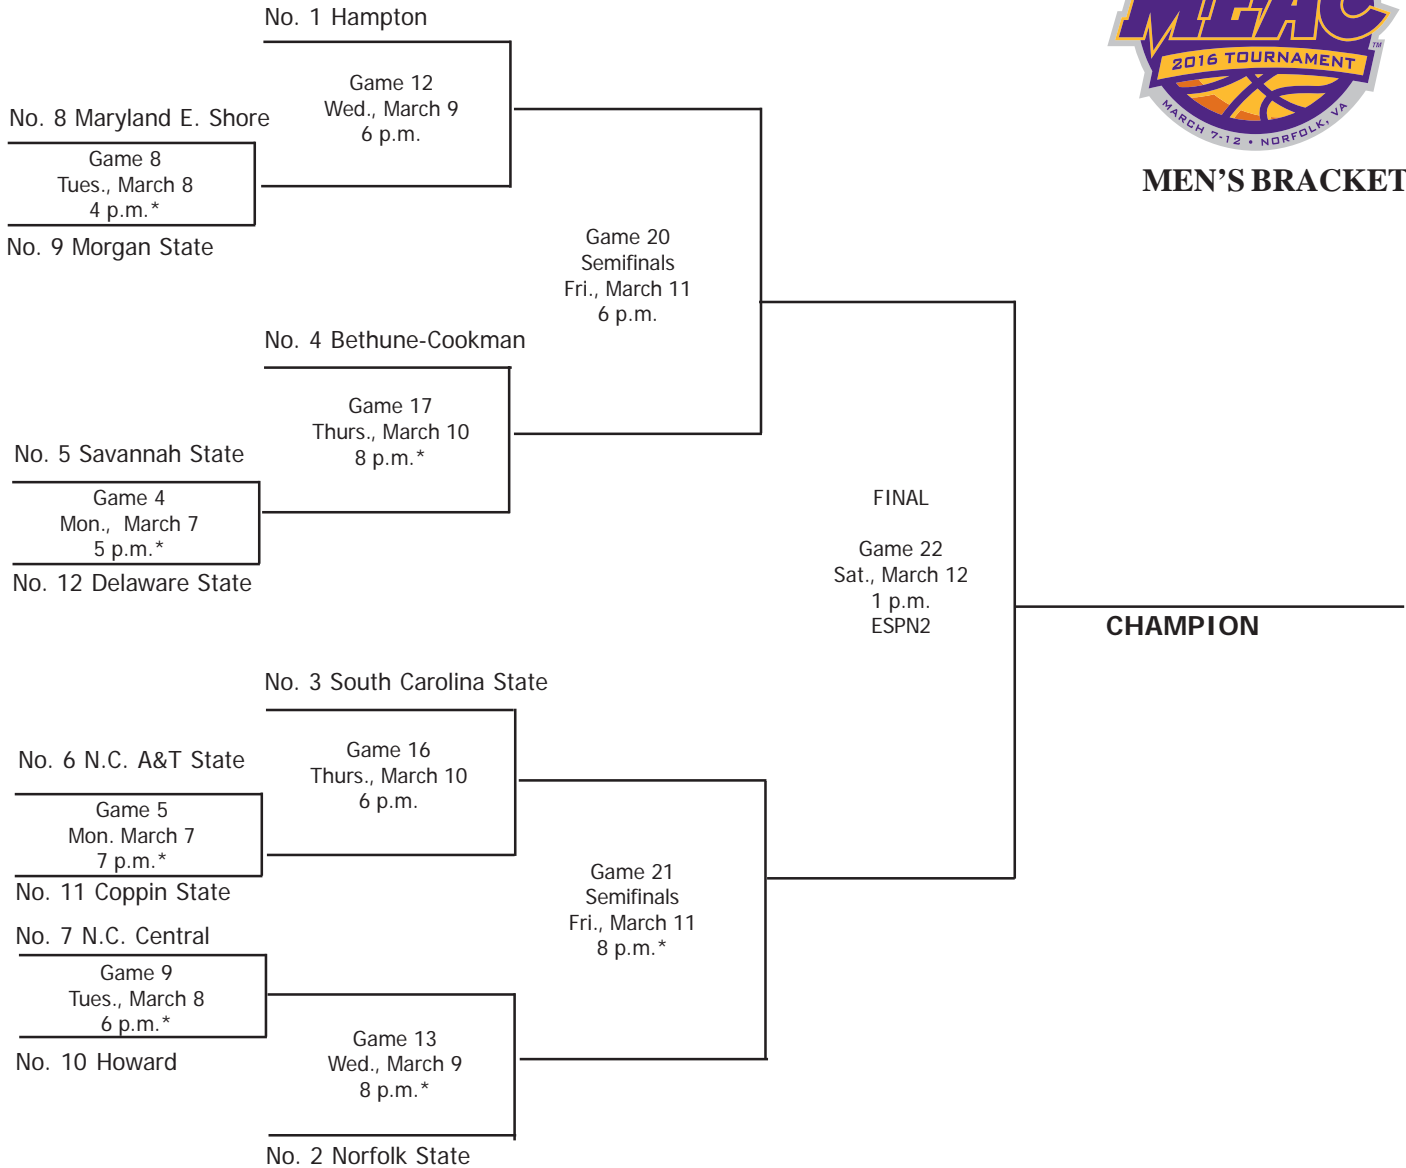 No. 1 Hampton
MEAC
TM
2016 TOURNAMENT
MARCH 7-12 • NORFOLK, VA
MEN'S BRACKET
Game 12
Wed., March 9
6 p.m.
No. 8 Maryland E. Shore
Game 8
Tues., March 8
4 p.m.*
No. 9 Morgan State
Game 20
Semifinals
Fri., March 11
6 p.m.
No. 4 Bethune-Cookman
Game 17
Thurs., March 10
8 p.m.*
No. 5 Savannah State
Game 4
Mon., March 7
5 p.m.*
No. 12 Delaware State
FINAL
Game 22
Sat., March 12
1 p.m.
ESPN2
CHAMPION
No. 3 South Carolina State
Game 16
Thurs., March 10
6 p.m.
No. 6 N.C. A&T State
Game 5
Mon. March 7
7 p.m.*
No. 11 Coppin State
Game 21
Semifinals
Fri., March 11
8 p.m.*
No. 7 N.C. Central
Game 9
Tues., March 8
6 p.m.*
No. 10 Howard
Game 13
Wed., March 9
8 p.m.*
No. 2 Norfolk State